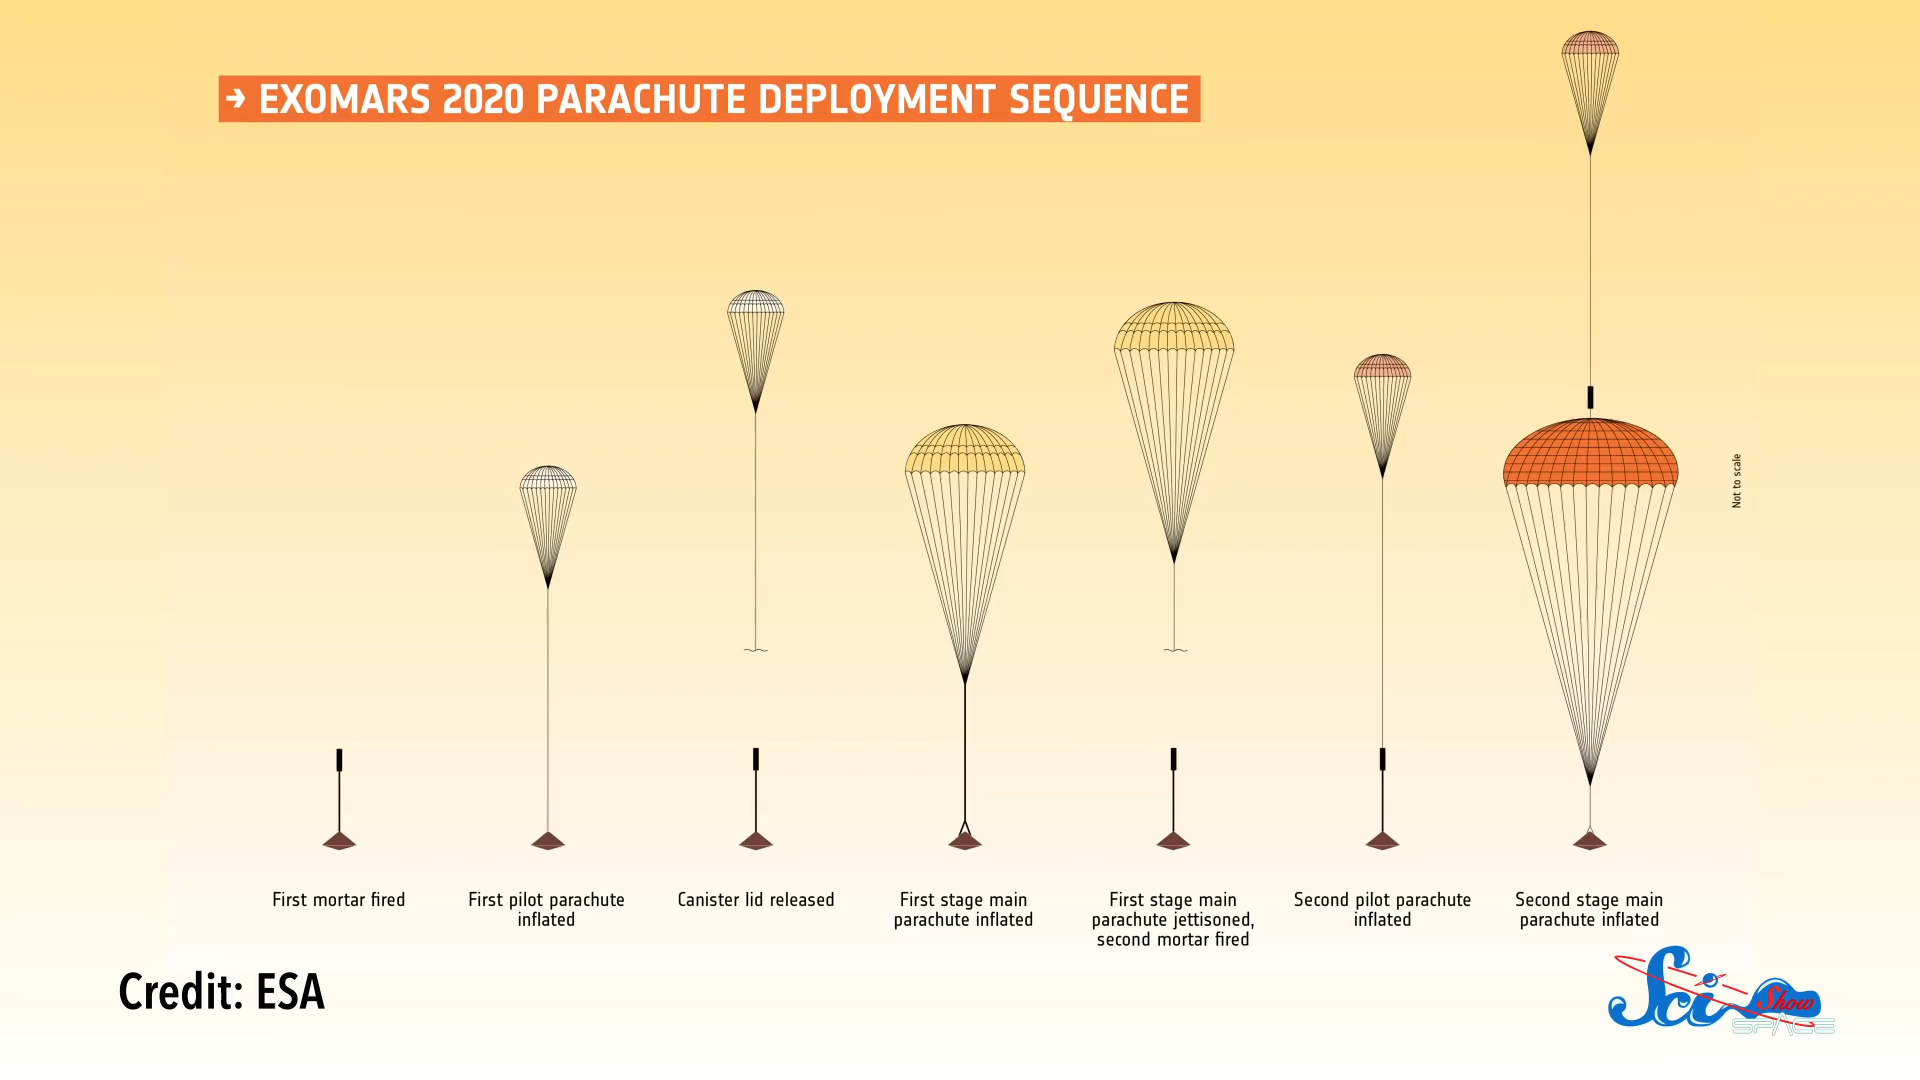 → EXOMARS 2020 PARACHUTE DEPLOYMENT SEQUENCE
Not to scale
First mortar fired
First pilot parachute
inflated
Canister lid released
First stage main
parachute inflated
First stage main
parachute jettisoned,
second mortar fired
Second pilot parachute
inflated
Second stage main
parachute inflated
Credit: ESA
Sci Show
SPACE